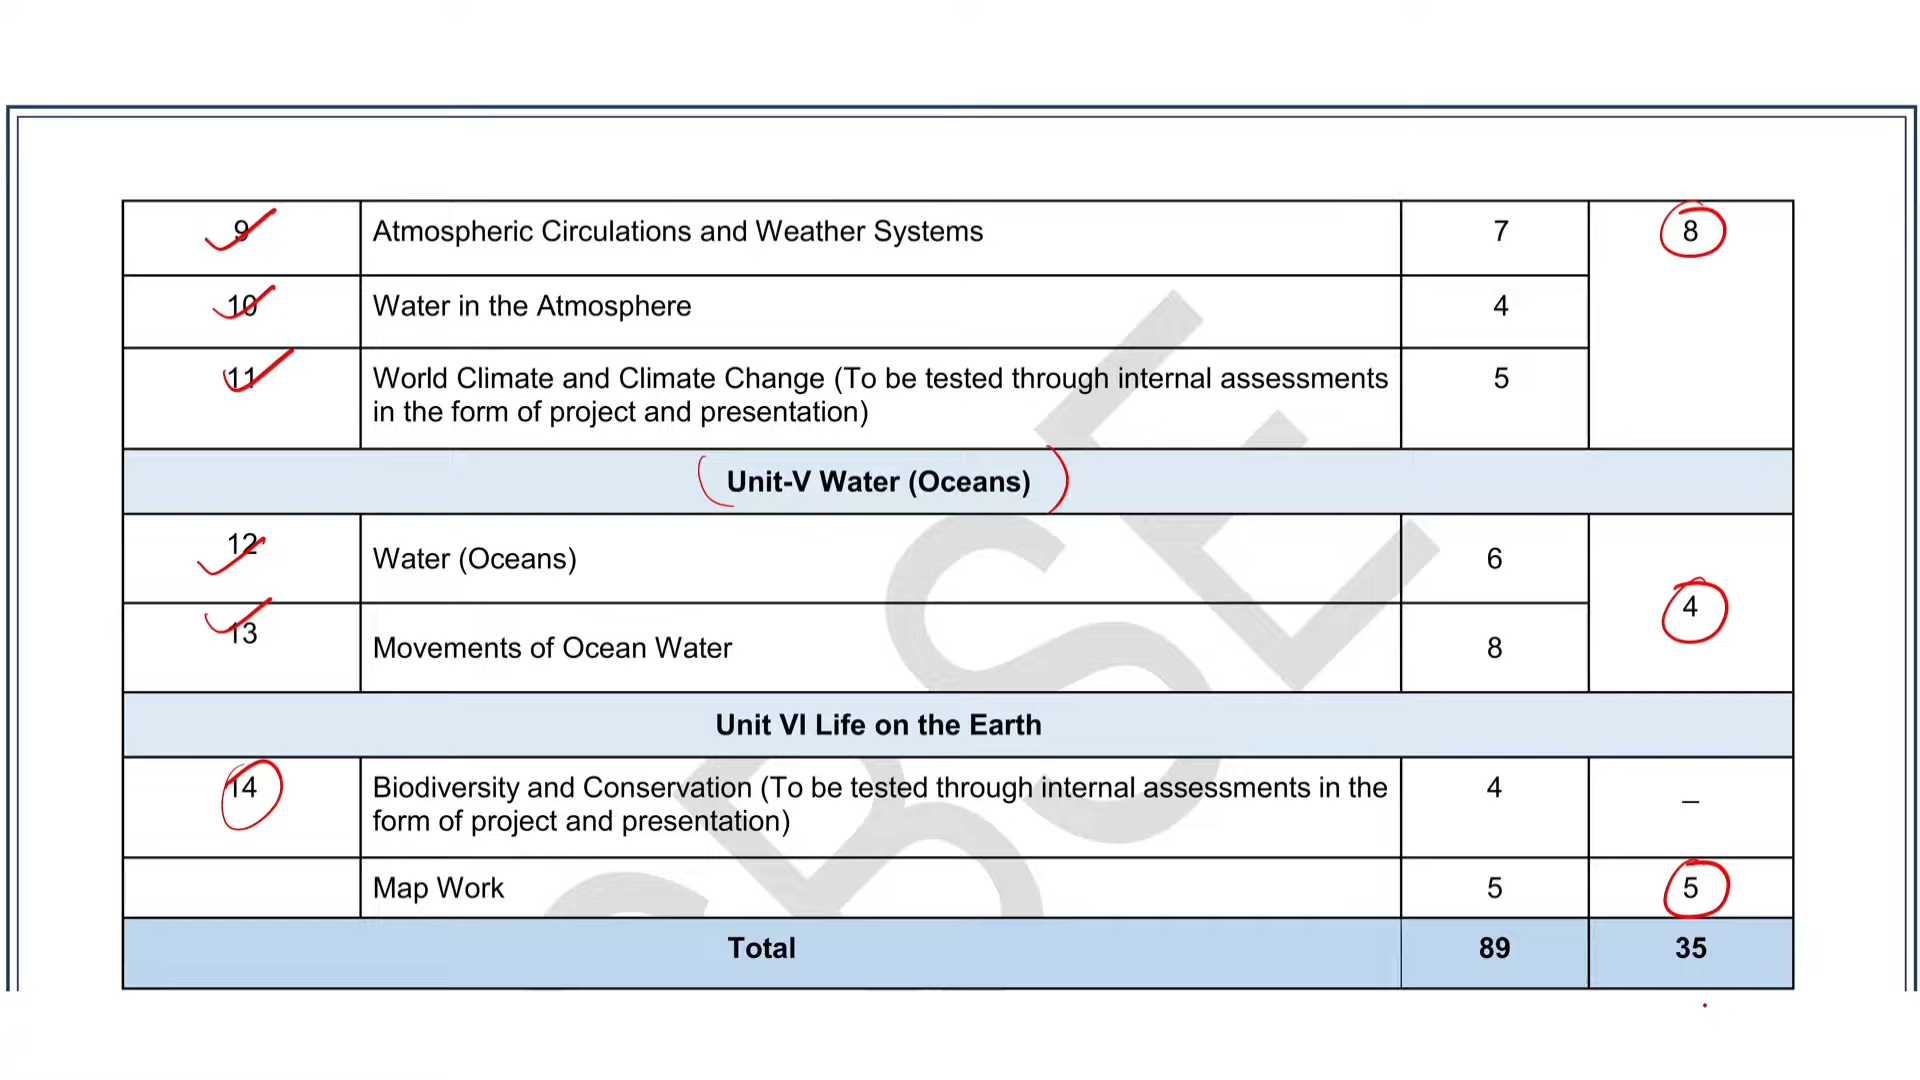 9 Atmospheric Circulations and Weather Systems 7 8
10 Water in the Atmosphere 4
11 World Climate and Climate Change (To be tested through internal assessments 5
in the form of project and presentation)
Unit-V Water (Oceans)
12 Water (Oceans) 6
4
13 Movements of Ocean Water 8
Unit VI Life on the Earth
14 Biodiversity and Conservation (To be tested through internal assessments in the 4 –
form of project and presentation)
Map Work 5 5
Total 89 35
CBSE